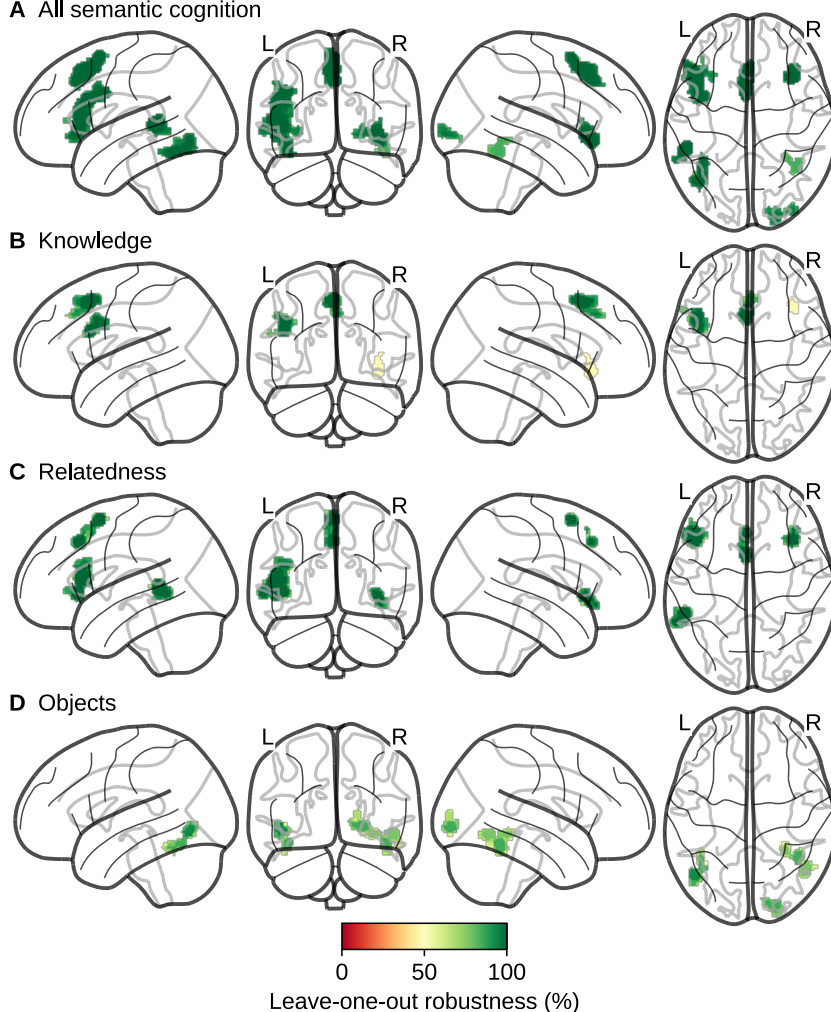 A All semantic cognition
L R L R
B Knowledge
L R L R
C Relatedness
L R L R
D Objects
L R L R
0 50 100
Leave-one-out robustness (%)